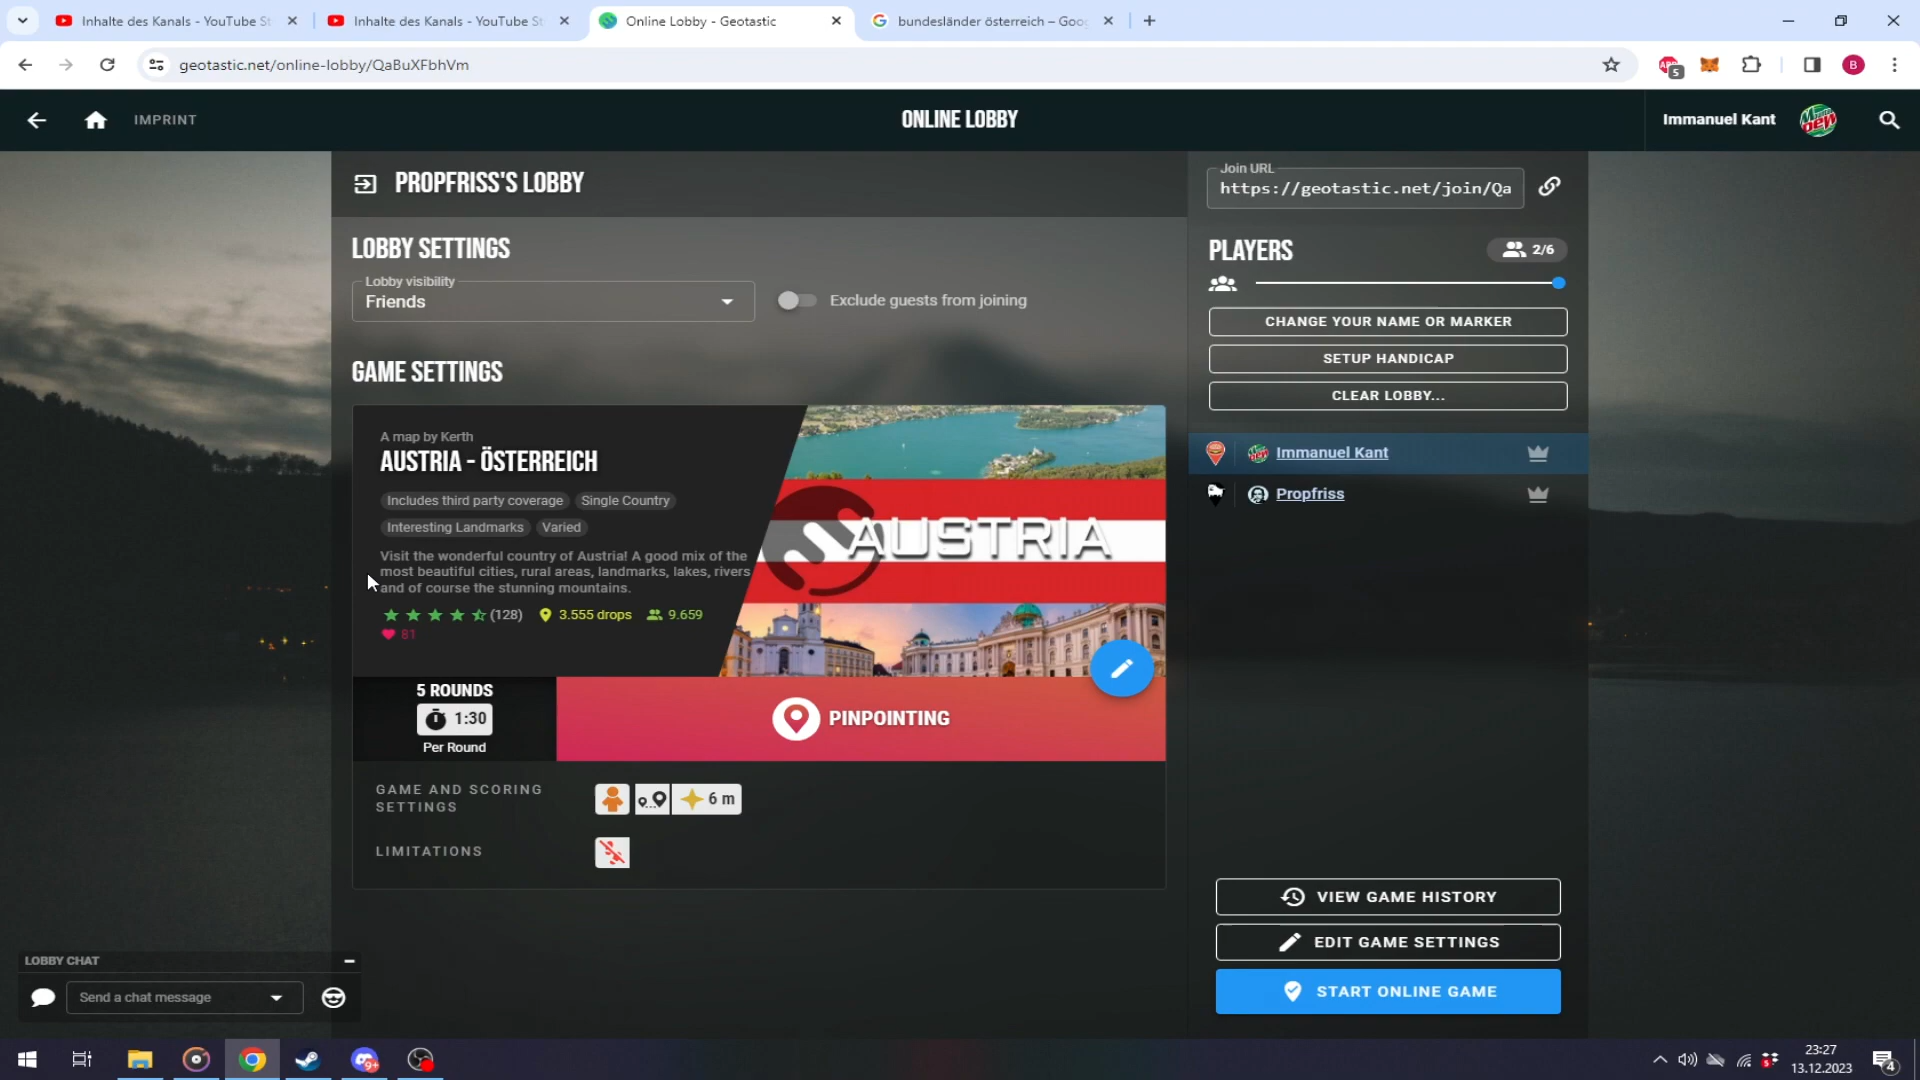 Inhalte des Kanals - YouTube St
Inhalte des Kanals - YouTube St
Online Lobby - Geotastic
bundesländer österreich – Goog
geotastic.net/online-lobby/QaBuXFbhVm
ABP
5
B
IMPRINT
ONLINE LOBBY
Immanuel Kant
PROPFRISS'S LOBBY
LOBBY SETTINGS
Lobby visibility
Friends
Exclude guests from joining
GAME SETTINGS
A map by Kerth
AUSTRIA - ÖSTERREICH
Includes third party coverage
Single Country
Interesting Landmarks
Varied
Visit the wonderful country of Austria! A good mix of the
most beautiful cities, rural areas, landmarks, lakes, rivers
and of course the stunning mountains.
(128)
3.555 drops
9.659
81
AUSTRIA
5 ROUNDS
1:30
Per Round
PINPOINTING
GAME AND SCORING
SETTINGS
6 m
LIMITATIONS
Join URL
https://geotastic.net/join/Qa
PLAYERS
2/6
CHANGE YOUR NAME OR MARKER
SETUP HANDICAP
CLEAR LOBBY...
Immanuel Kant
Propfriss
VIEW GAME HISTORY
EDIT GAME SETTINGS
START ONLINE GAME
LOBBY CHAT
Send a chat message
9+
23:27
13.12.2023
4